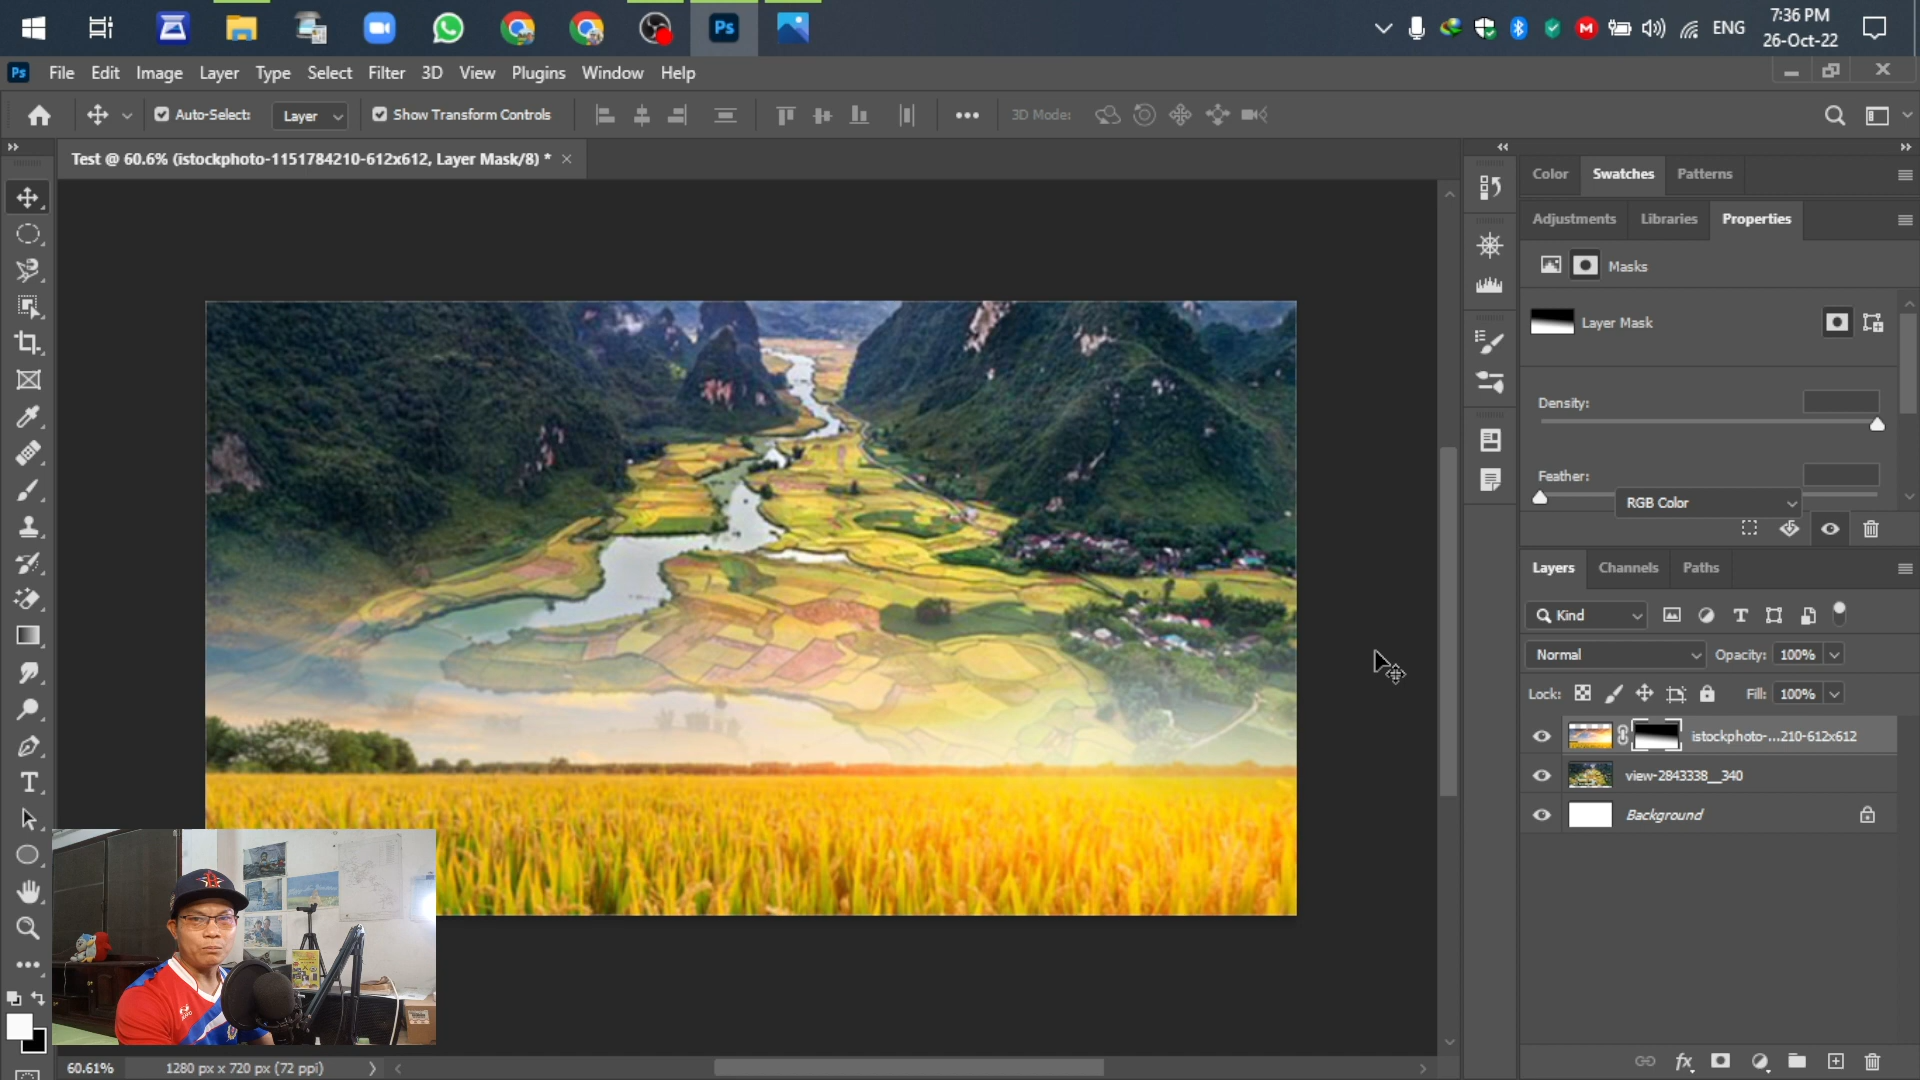 7:36 PM
ENG
26-Oct-22
Ps
Ps File Edit Image Layer Type Select Filter 3D View Plugins Window Help
Auto-Select: Layer Show Transform Controls 3D Mode:
Test @ 60.6% (istockphoto-1151784210-612x612, Layer Mask/8) *
Color Swatches Patterns
Adjustments Libraries Properties
Masks
Layer Mask
Density:
Feather:
RGB Color
Layers Channels Paths
Kind
Normal Opacity: 100%
Lock: Fill: 100%
istockphoto-...210-612x612
view-2843338__340
Background
60.61% 1280 px x 720 px (72 ppi)
fx